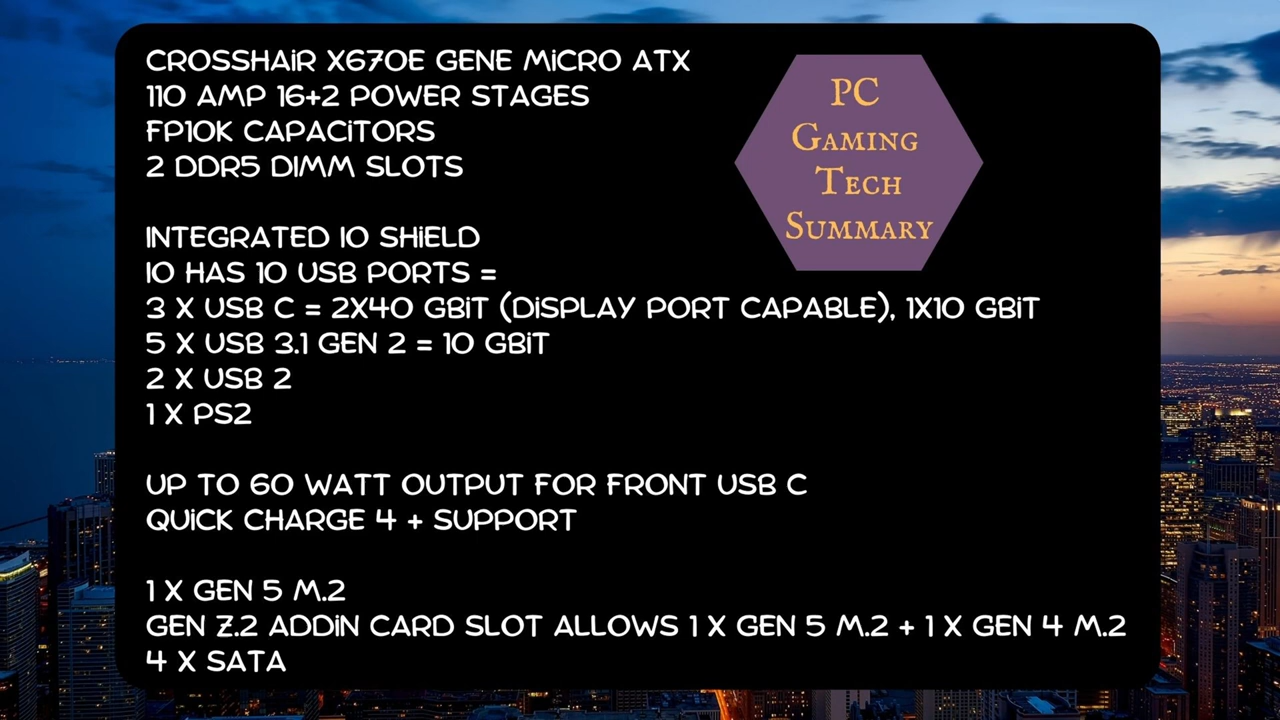 CROSSHAIR X670E GENE MICRO ATX
110 AMP 16+2 POWER STAGES
FP10K CAPACITORS
2 DDR5 DIMM SLOTS
INTEGRATED IO SHIELD
IO HAS 10 USB PORTS =
3 X USB C = 2X40 GBIT (DISPLAY PORT CAPABLE), 1X10 GBIT
5 X USB 3.1 GEN 2 = 10 GBIT
2 X USB 2
1 X PS2
UP TO 60 WATT OUTPUT FOR FRONT USB C
QUICK CHARGE 4 + SUPPORT
1 X GEN 5 M.2
GEN Z.2 ADDIN CARD SLOT ALLOWS 1 X GEN 5 M.2 + 1 X GEN 4 M.2
4 X SATA
PC
Gaming
Tech
Summary